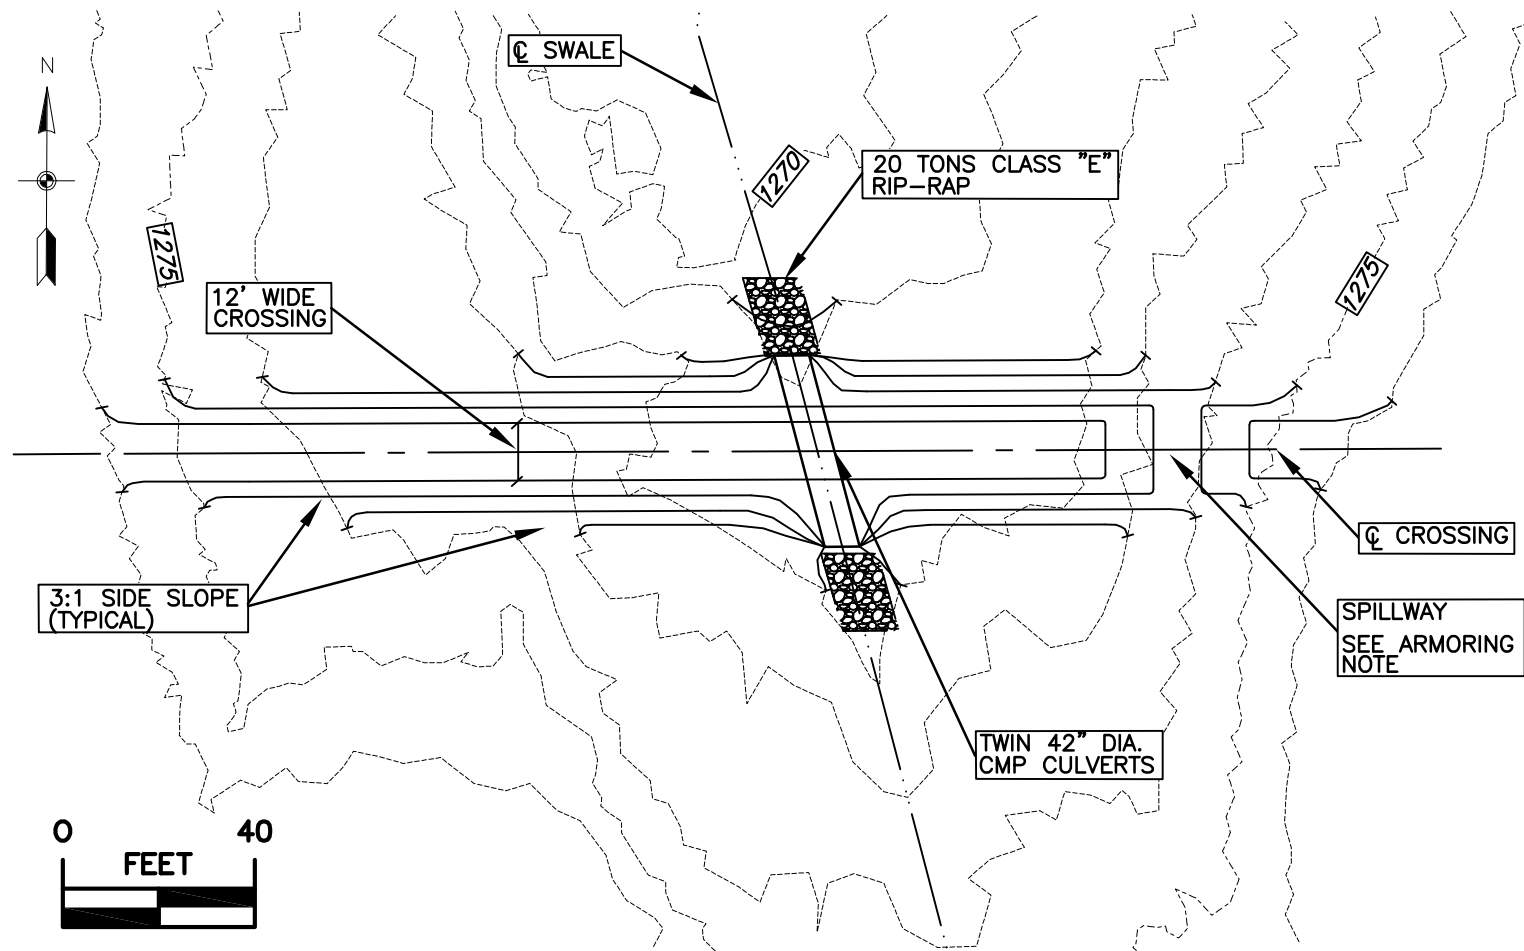 ℄ SWALE
N
1270
20 TONS CLASS "E"
RIP-RAP
1275
12' WIDE
CROSSING
1275
℄ CROSSING
3:1 SIDE SLOPE
(TYPICAL)
SPILLWAY
SEE ARMORING
NOTE
TWIN 42" DIA.
CMP CULVERTS
0 40
FEET